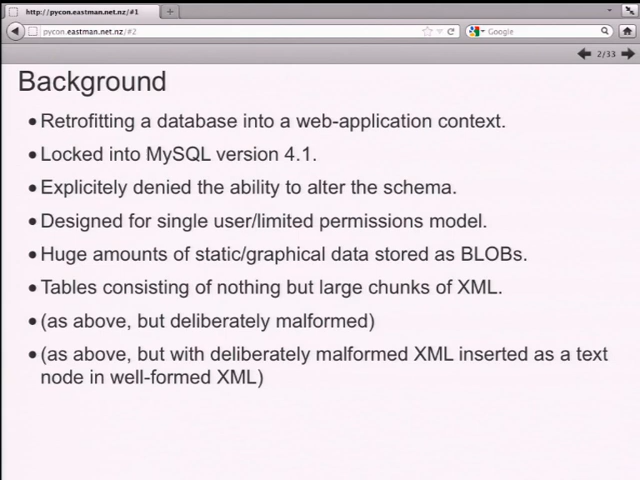 http://pycon.eastman.net.nz/#1
pycon.eastman.net.nz/#2
Google
2/33
Background
• Retrofitting a database into a web-application context.
• Locked into MySQL version 4.1.
• Explicitely denied the ability to alter the schema.
• Designed for single user/limited permissions model.
• Huge amounts of static/graphical data stored as BLOBs.
• Tables consisting of nothing but large chunks of XML.
• (as above, but deliberately malformed)
• (as above, but with deliberately malformed XML inserted as a text
node in well-formed XML)